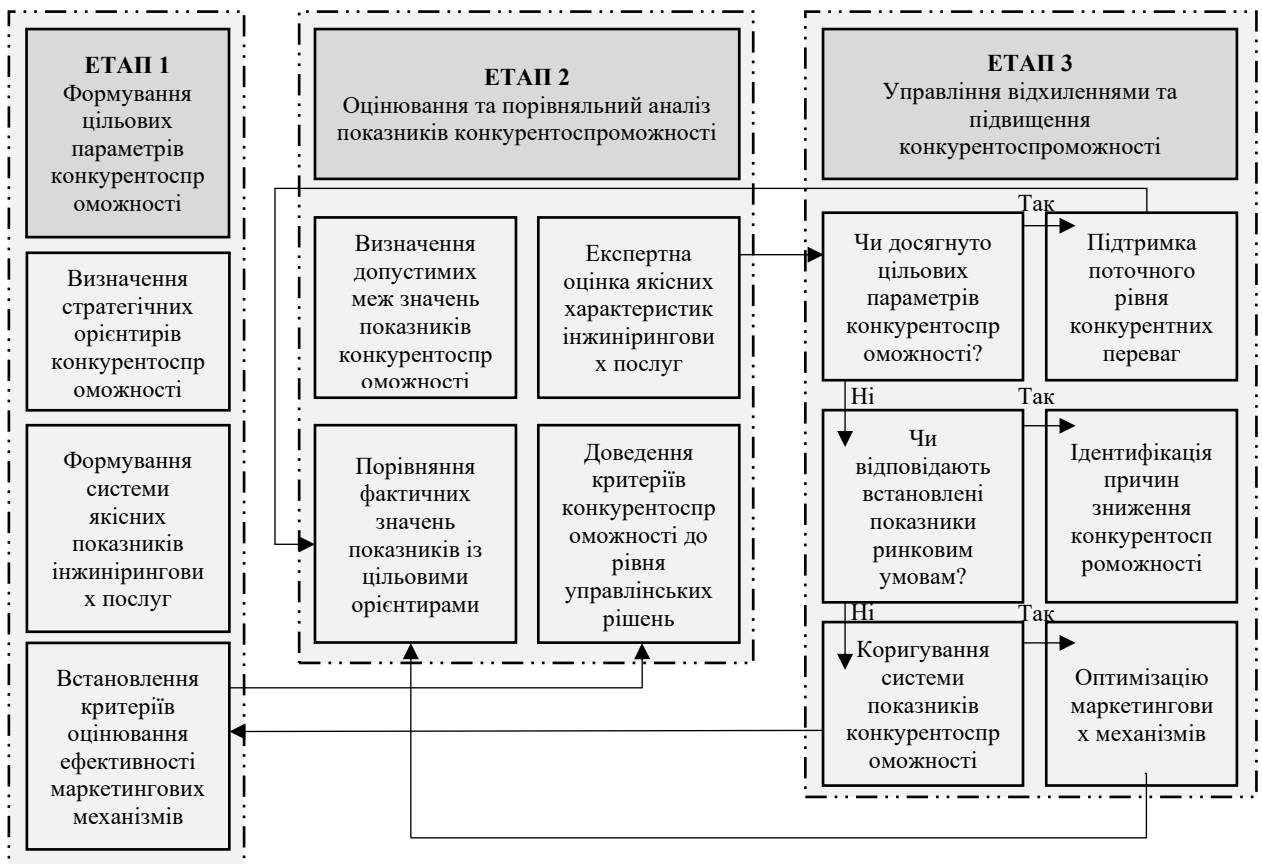 ЕТАП 1
Формування
цільових
параметрів
конкурентоспр
оможності
Визначення
стратегічних
орієнтирів
конкурентоспр
оможності
Формування
системи
якісних
показників
інжинірингови
х послуг
Встановлення
критеріїв
оцінювання
ефективності
маркетингових
механізмів
ЕТАП 2
Оцінювання та порівняльний аналіз
показників конкурентоспроможності
Визначення
допустимих
меж значень
показників
конкурентоспр
оможності
Експертна
оцінка якісних
характеристик
інжинірингови
х послуг
Порівняння
фактичних
значень
показників із
цільовими
орієнтирами
Доведення
критеріїв
конкурентоспр
оможності до
рівня
управлінських
рішень
ЕТАП 3
Управління відхиленнями та
підвищення
конкурентоспроможності
Чи досягнуто
цільових
параметрів
конкурентоспр
оможності?
Так
Підтримка
поточного
рівня
конкурентних
переваг
Ні
Чи
відповідають
встановлені
показники
ринковим
умовам?
Так
Ідентифікація
причин
зниження
конкурентосп
роможності
Ні
Коригування
системи
показників
конкурентоспр
оможності
Так
Оптимізацію
маркетингови
х механізмів